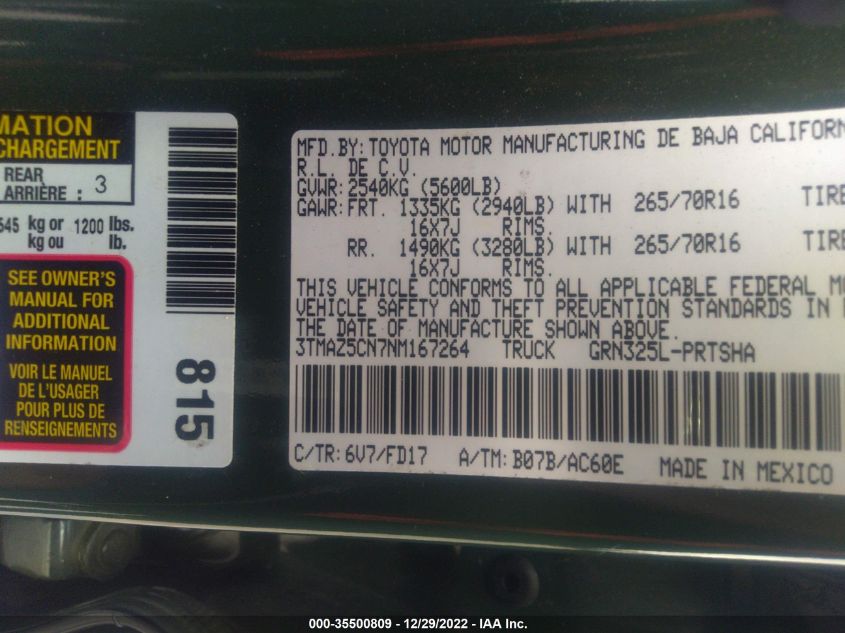 MATION
CHARGEMENT
REAR
ARRIÈRE : 3
545 kg or 1200 lbs.
kg ou lb.
SEE OWNER'S
MANUAL FOR
ADDITIONAL
INFORMATION
VOIR LE MANUEL
DE L'USAGER
POUR PLUS DE
RENSEIGNEMENTS
815
MFD.BY:TOYOTA MOTOR MANUFACTURING DE BAJA CALIFORN
R.L. DE C.V.
GVWR:2540KG (5600LB)
GAWR:FRT. 1335KG (2940LB) WITH 265/70R16 TIRE
16X7J RIMS.
RR. 1490KG (3280LB) WITH 265/70R16 TIRE
16X7J RIMS.
THIS VEHICLE CONFORMS TO ALL APPLICABLE FEDERAL MO
VEHICLE SAFETY AND THEFT PREVENTION STANDARDS IN
THE DATE OF MANUFACTURE SHOWN ABOVE.
3TMAZ5CN7NM167264 TRUCK GRN325L-PRTSHA
C/TR:6V7/FD17 A/TM:B07B/AC60E MADE IN MEXICO
000-35500809 - 12/29/2022 - IAA Inc.